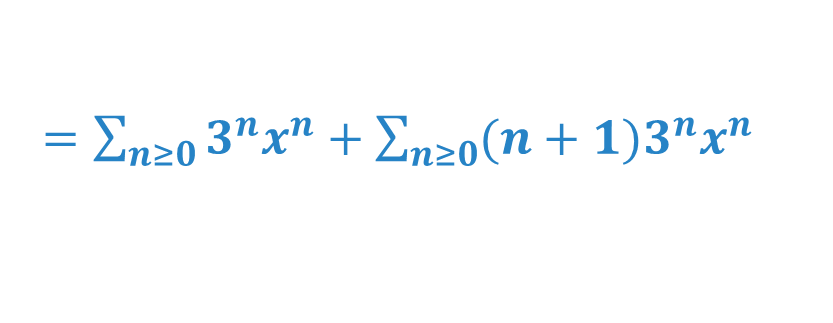 = ∑ₙ≥₀ 3ⁿxⁿ + ∑ₙ≥₀(n + 1)3ⁿxⁿ